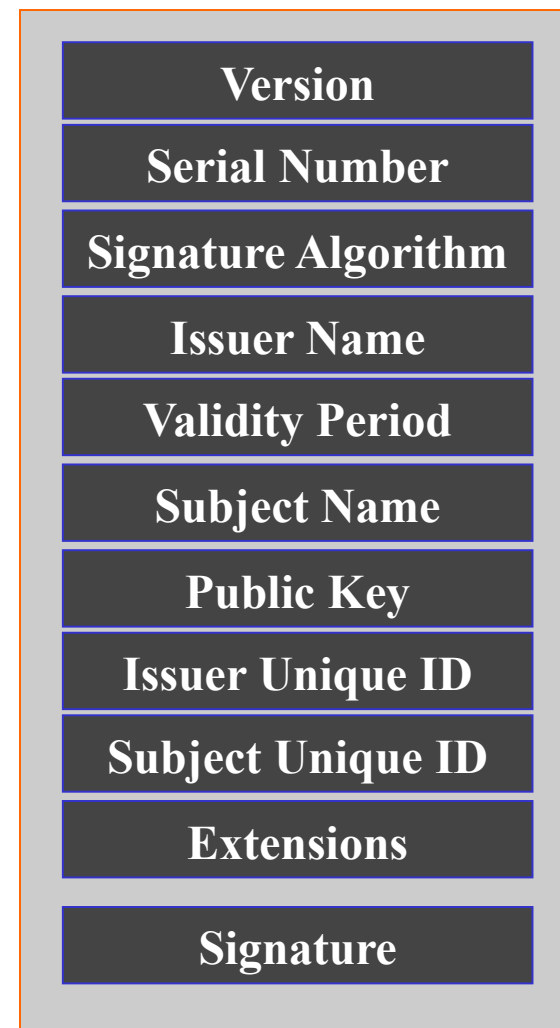 Version
Serial Number
Signature Algorithm
Issuer Name
Validity Period
Subject Name
Public Key
Issuer Unique ID
Subject Unique ID
Extensions
Signature